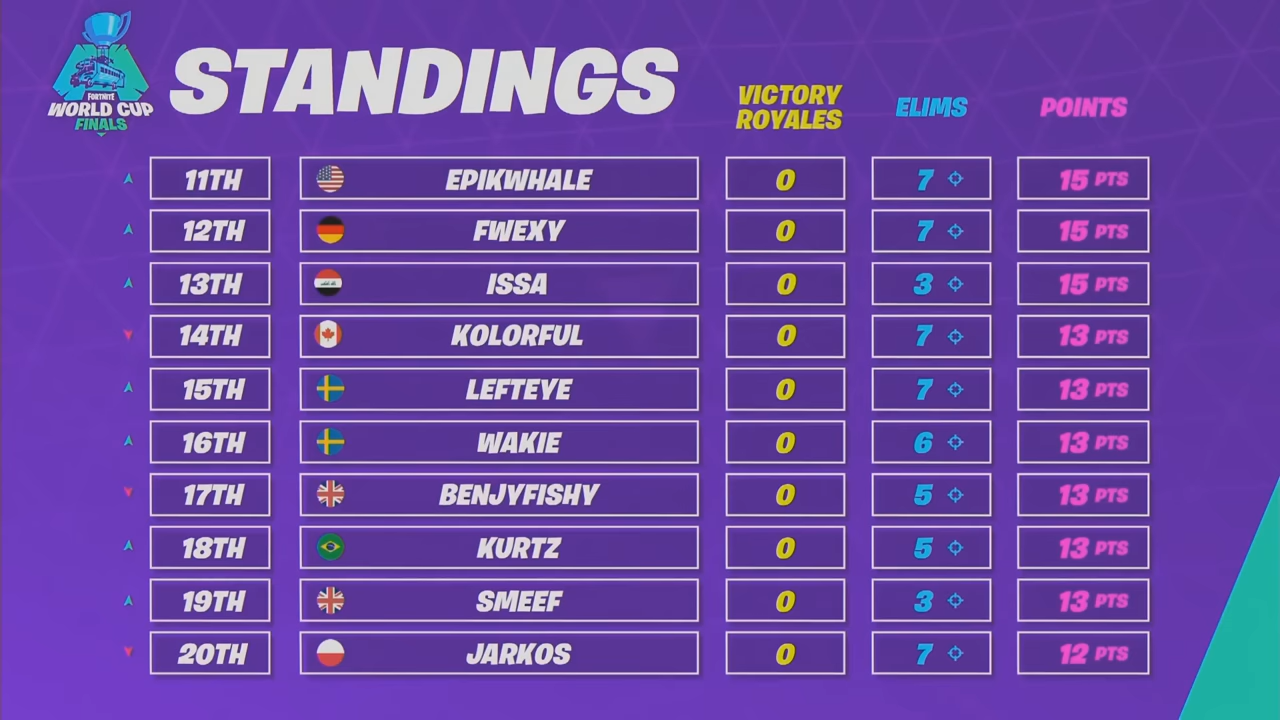 FORTNITE
WORLD CUP
FINALS
STANDINGS
VICTORY
ROYALES
ELIMS
POINTS
11TH EPIKWHALE 0 7 15 PTS
12TH FWEXY 0 7 15 PTS
13TH ISSA 0 3 15 PTS
14TH KOLORFUL 0 7 13 PTS
15TH LEFTEYE 0 7 13 PTS
16TH WAKIE 0 6 13 PTS
17TH BENJYFISHY 0 5 13 PTS
18TH KURTZ 0 5 13 PTS
19TH SMEEF 0 3 13 PTS
20TH JARKOS 0 7 12 PTS